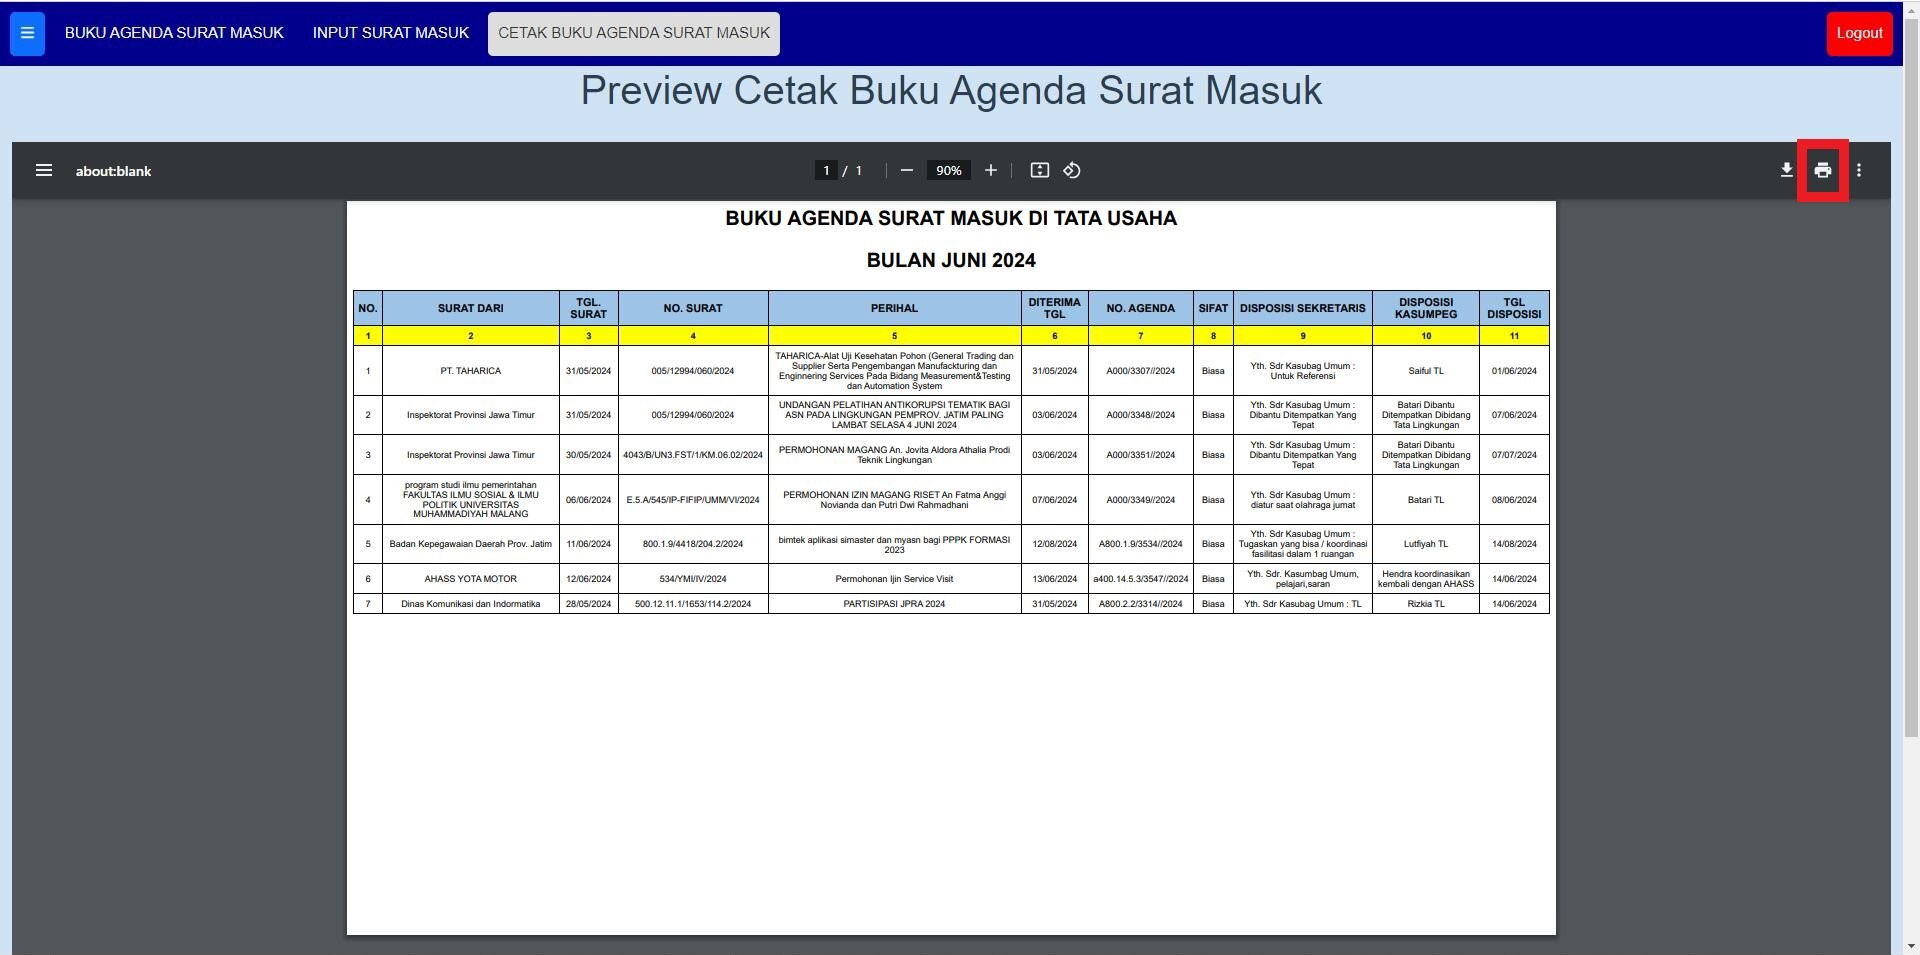 BUKU AGENDA SURAT MASUK INPUT SURAT MASUK CETAK BUKU AGENDA SURAT MASUK Logout
Preview Cetak Buku Agenda Surat Masuk
about:blank 1 / 1 90%
BUKU AGENDA SURAT MASUK DI TATA USAHA
BULAN JUNI 2024
NO. SURAT DARI TGL. SURAT NO. SURAT PERIHAL DITERIMA TGL NO. AGENDA SIFAT DISPOSISI SEKRETARIS DISPOSISI KASUMPEG TGL DISPOSISI
1 2 3 4 5 6 7 8 9 10 11
1 PT. TAHARICA 31/05/2024 005/12994/060/2024 TAHARICA-Alat Uji Kesehatan Pohon (General Trading dan Supplier Serta Pengembangan Manufackturing dan Enginnering Services Pada Bidang Measurement&Testing dan Automation System 31/05/2024 A000/3307//2024 Biasa Yth. Sdr Kasubag Umum : Untuk Referensi Saiful TL 01/06/2024
2 Inspektorat Provinsi Jawa Timur 31/05/2024 005/12994/060/2024 UNDANGAN PELATIHAN ANTIKORUPSI TEMATIK BAGI ASN PADA LINGKUNGAN PEMPROV. JATIM PALING LAMBAT SELASA 4 JUNI 2024 03/06/2024 A000/3348//2024 Biasa Yth. Sdr Kasubag Umum : Dibantu Ditempatkan Yang Tepat Batari Dibantu Ditempatkan Dibidang Tata Lingkungan 07/06/2024
3 Inspektorat Provinsi Jawa Timur 30/05/2024 4043/B/UN3.FST/1/KM.06.02/2024 PERMOHONAN MAGANG An. Jovita Aldora Athalia Prodi Teknik Lingkungan 03/06/2024 A000/3351//2024 Biasa Yth. Sdr Kasubag Umum : Dibantu Ditempatkan Yang Tepat Batari Dibantu Ditempatkan Dibidang Tata Lingkungan 07/07/2024
4 program studi ilmu pemerintahan FAKULTAS ILMU SOSIAL & ILMU POLITIK UNIVERSITAS MUHAMMADIYAH MALANG 06/06/2024 E.5.A/545/IP-FIFIP/UMM/VI/2024 PERMOHONAN IZIN MAGANG RISET An Fatma Anggi Novianda dan Putri Dwi Rahmadhani 07/06/2024 A000/3349//2024 Biasa Yth. Sdr Kasubag Umum : diatur saat olahraga jumat Batari TL 08/06/2024
5 Badan Kepegawaian Daerah Prov. Jatim 11/06/2024 800.1.9/4418/204.2/2024 bimtek aplikasi simaster dan myasn bagi PPPK FORMASI 2023 12/08/2024 A800.1.9/3534//2024 Biasa Yth. Sdr Kasubag Umum : Tugaskan yang bisa / koordinasi fasilitasi dalam 1 ruangan Lutfiyah TL 14/08/2024
6 AHASS YOTA MOTOR 12/06/2024 534/YMI/IV/2024 Permohonan Ijin Service Visit 13/06/2024 a400.14.5.3/3547//2024 Biasa Yth. Sdr. Kasumbag Umum, pelajari,saran Hendra koordinasikan kembali dengan AHASS 14/06/2024
7 Dinas Komunikasi dan Indormatika 28/05/2024 500.12.11.1/1653/114.2/2024 PARTISIPASI JPRA 2024 31/05/2024 A800.2.2/3314//2024 Biasa Yth. Sdr Kasubag Umum : TL Rizkia TL 14/06/2024